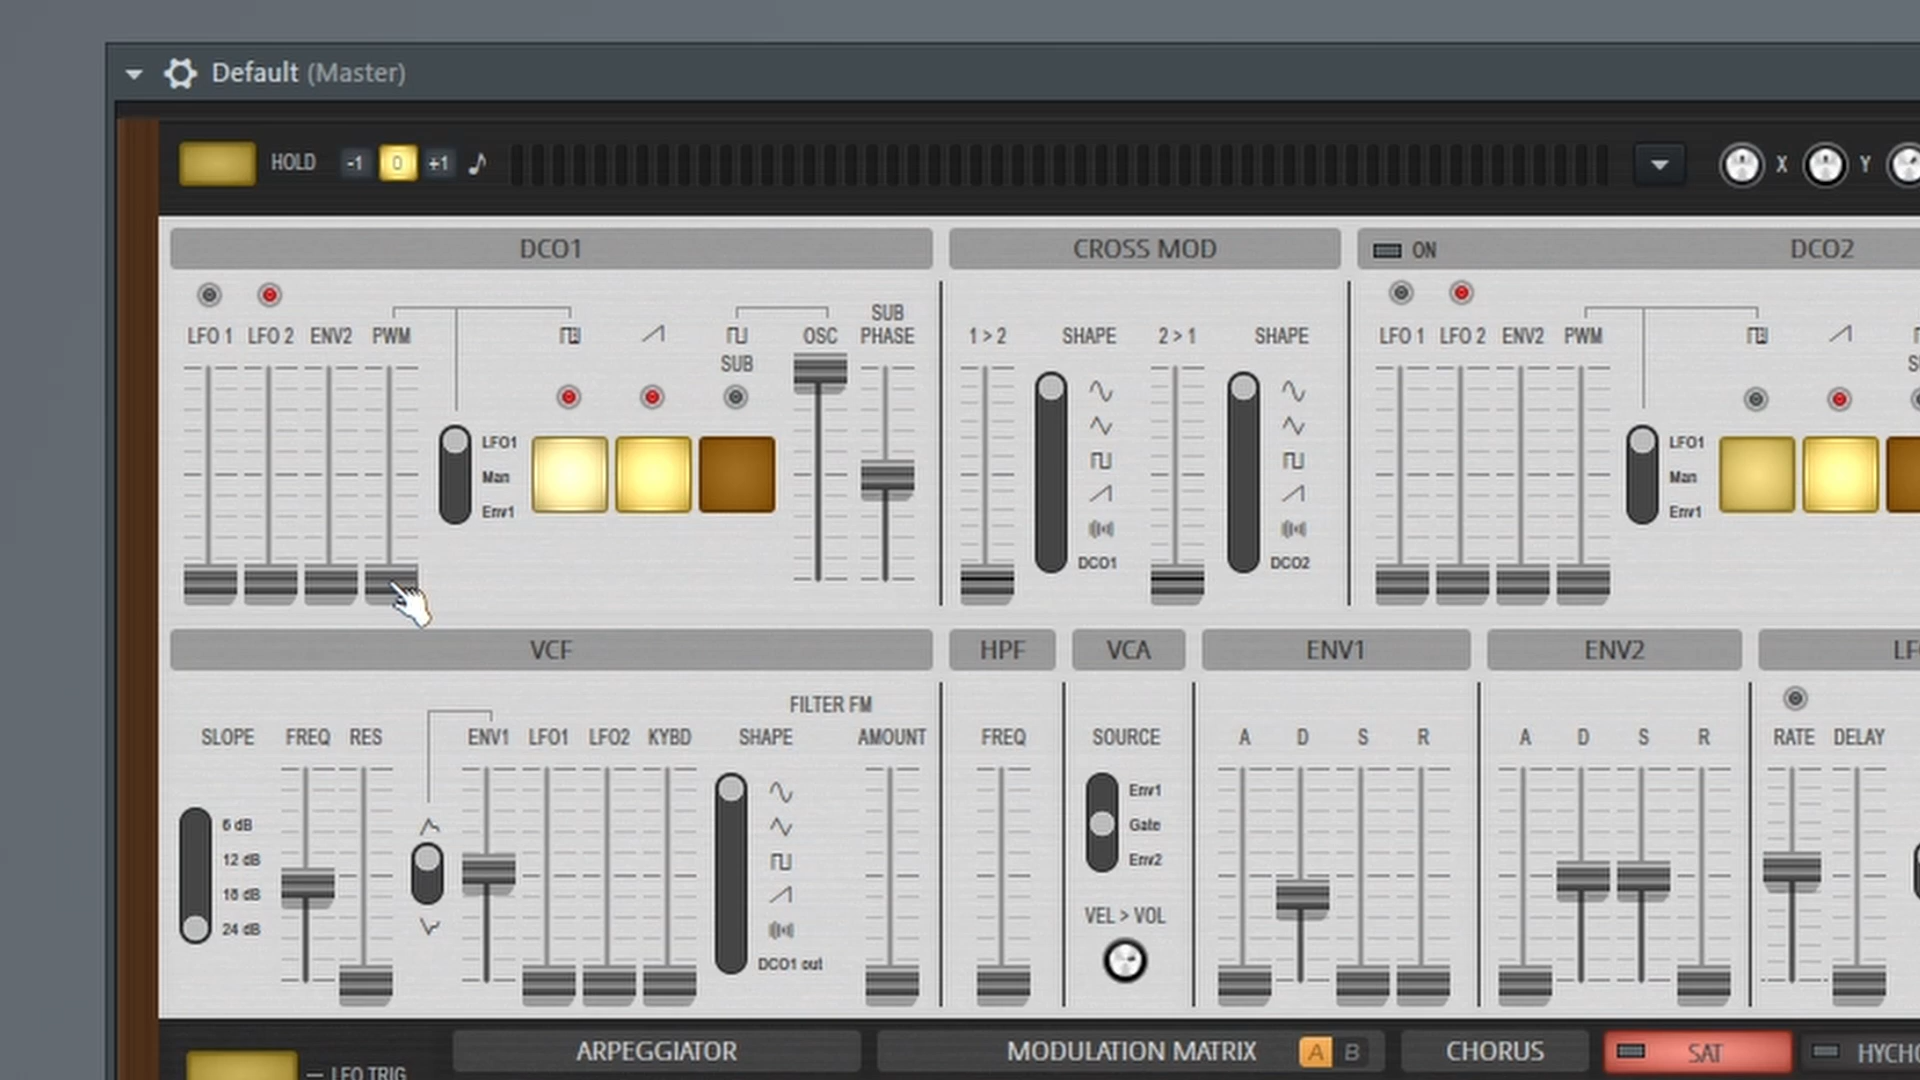 Default (Master)
HOLD -1 0 +1 X Y
DCO1 CROSS MOD ON DCO2
SUB
LFO 1 LFO 2 ENV2 PWM OSC PHASE 1 > 2 SHAPE 2 > 1 SHAPE LFO 1 LFO 2 ENV2 PWM
SUB
LFO1 LFO1
Man Man
Env1 Env1
DCO1 DCO2
VCF HPF VCA ENV1 ENV2
FILTER FM
SLOPE FREQ RES ENV1 LFO1 LFO2 KYBD SHAPE AMOUNT FREQ SOURCE A D S R A D S R RATE DELAY
Env1
6 dB Gate
12 dB Env2
18 dB
24 dB VEL > VOL
DCO1 out
ARPEGGIATOR MODULATION MATRIX A B CHORUS SAT
LFO TRIG